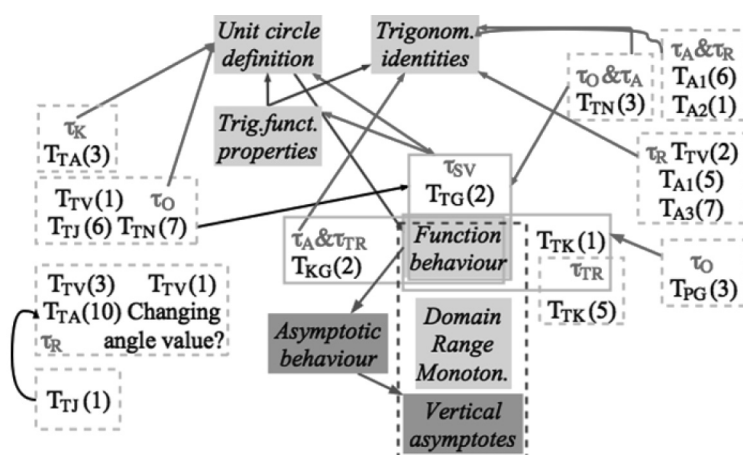 Unit circle
definition
Trigonom.
identities
τA&τR
TA1(6)
TA2(1)
τO&τA
TTN(3)
Trig.funct.
properties
τK
TTA(3)
τR TTV(2)
TA1(5)
TA3(7)
τSV
TTG(2)
TTV(1) τO
TTJ(6) TTN(7)
τA&τTR
TKG(2)
Function
behaviour
TTK(1)
τTR
TTK(5)
τO
TPG(3)
TTV(3) TTV(1)
TTA(10) Changing
τR angle value?
Asymptotic
behaviour
Domain
Range
Monoton.
TTJ(1)
Vertical
asymptotes